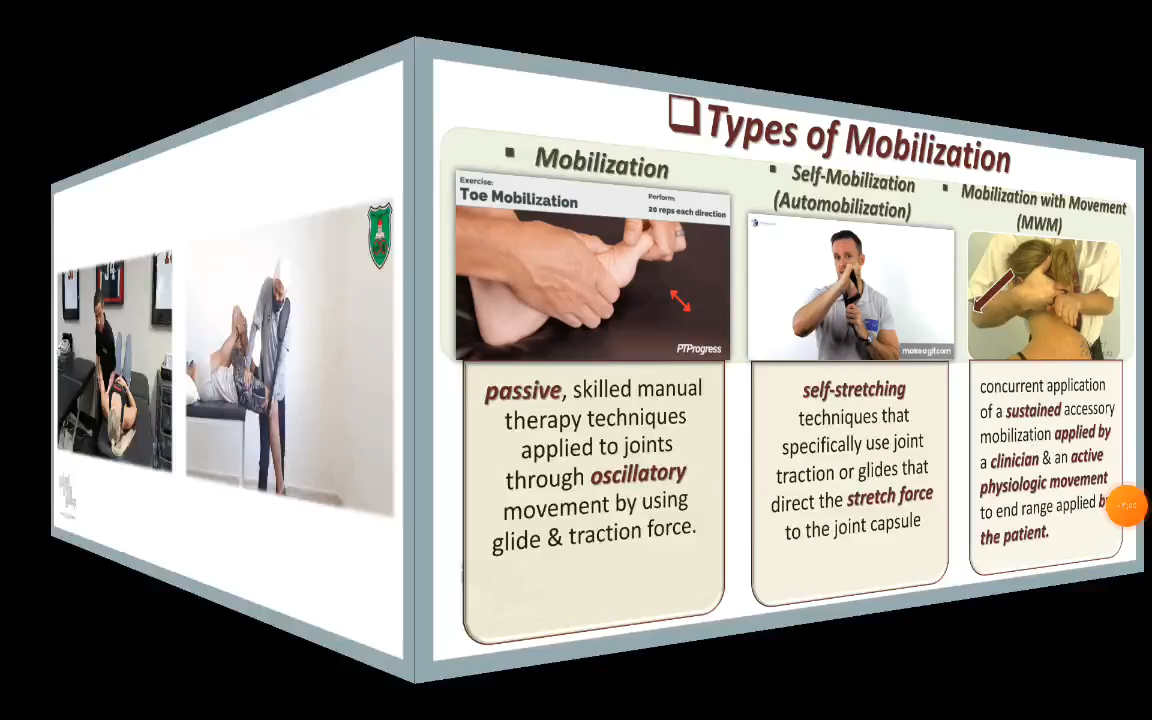 Types of Mobilization
Mobilization
Self-Mobilization
(Automobilization)
Mobilization with Movement
(MWM)
Exercise:
Toe Mobilization
Perform:
20 reps each direction
PTProgress
make a gif.com
passive, skilled manual
therapy techniques
applied to joints
through oscillatory
movement by using
glide & traction force.
self-stretching
techniques that
specifically use joint
traction or glides that
direct the stretch force
to the joint capsule
concurrent application
of a sustained accessory
mobilization applied by
a clinician & an active
physiologic movement
to end range applied
the patient.